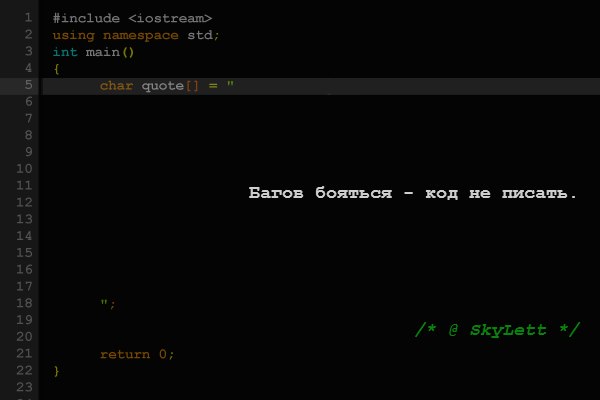 1 #include <iostream>
2 using namespace std;
3 int main()
4 {
5 char quote[] = "
6
7
8
9
10
11 Багов бояться – код не писать.
12
13
14
15
16
17
18 ";
19
20 /* @ SkyLett */
21 return 0;
22 }
23